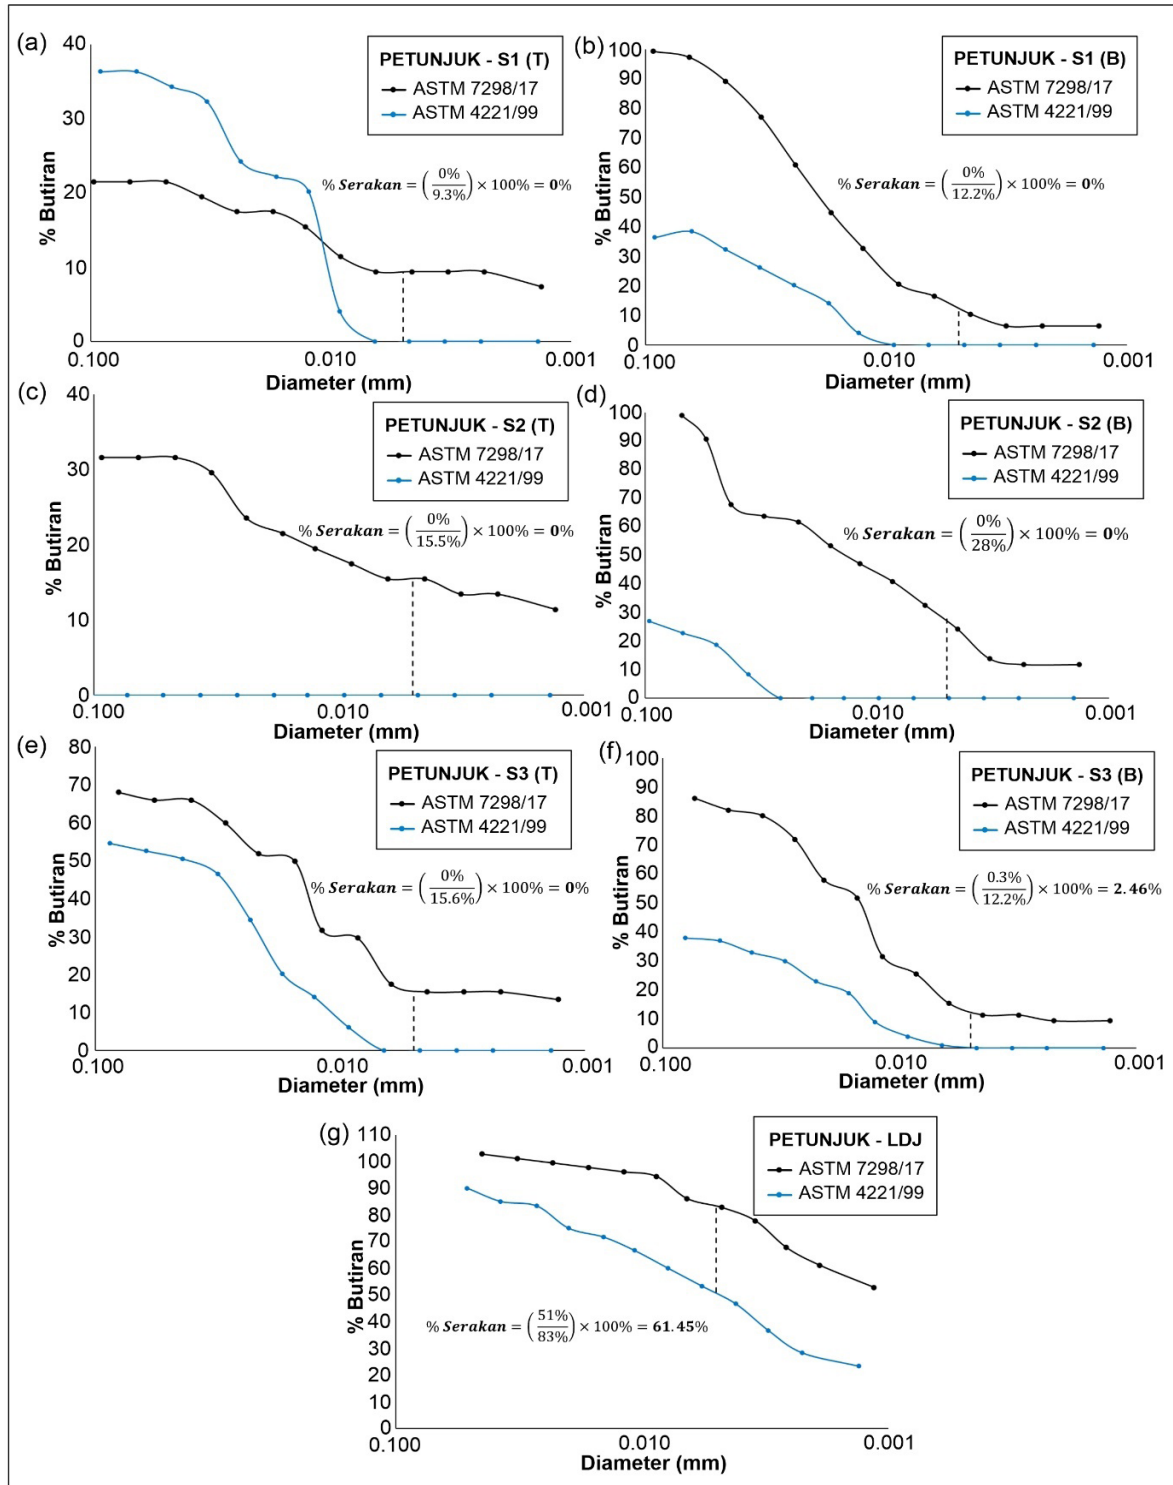 (a)
40
30
20
10
0
% Butiran
0.100
0.010
0.001
Diameter (mm)
PETUNJUK - S1 (T)
ASTM 7298/17
ASTM 4221/99
% Serakan = (0%/9.3%) × 100% = 0%
(b)
100
90
80
70
60
50
40
30
20
10
0
% Butiran
0.100
0.010
0.001
Diameter (mm)
PETUNJUK - S1 (B)
ASTM 7298/17
ASTM 4221/99
% Serakan = (0%/12.2%) × 100% = 0%
(c)
40
30
20
10
0
% Butiran
0.100
0.010
0.001
Diameter (mm)
PETUNJUK - S2 (T)
ASTM 7298/17
ASTM 4221/99
% Serakan = (0%/15.5%) × 100% = 0%
(d)
100
90
80
70
60
50
40
30
20
10
0
% Butiran
0.100
0.010
0.001
Diameter (mm)
PETUNJUK - S2 (B)
ASTM 7298/17
ASTM 4221/99
% Serakan = (0%/28%) × 100% = 0%
(e)
80
70
60
50
40
30
20
10
0
% Butiran
0.100
0.010
0.001
Diameter (mm)
PETUNJUK - S3 (T)
ASTM 7298/17
ASTM 4221/99
% Serakan = (0%/15.6%) × 100% = 0%
(f)
100
90
80
70
60
50
40
30
20
10
0
% Butiran
0.100
0.010
0.001
Diameter (mm)
PETUNJUK - S3 (B)
ASTM 7298/17
ASTM 4221/99
% Serakan = (0.3%/12.2%) × 100% = 2.46%
(g)
110
100
90
80
70
60
50
40
30
20
10
0
% Butiran
0.100
0.010
0.001
Diameter (mm)
PETUNJUK - LDJ
ASTM 7298/17
ASTM 4221/99
% Serakan = (51%/83%) × 100% = 61.45%